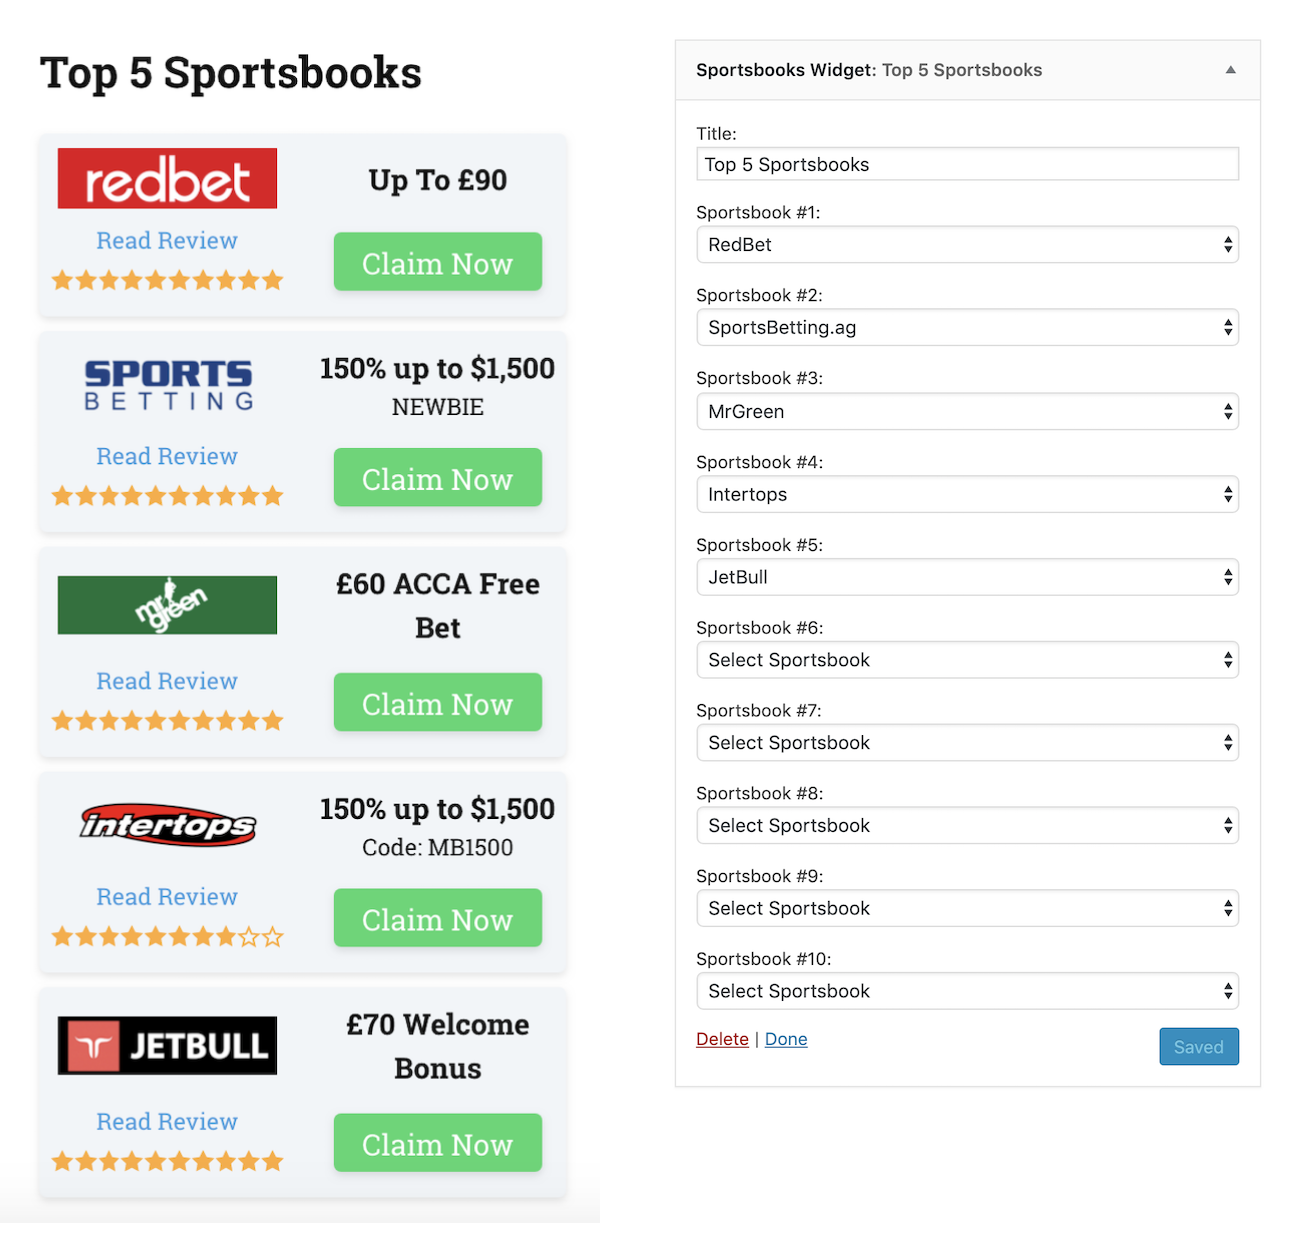 Top 5 Sportsbooks
redbet
Up To £90
Read Review
Claim Now
SPORTS
BETTING
150% up to $1,500
NEWBIE
Read Review
Claim Now
mr
green
£60 ACCA Free
Bet
Read Review
Claim Now
intertops
150% up to $1,500
Code: MB1500
Read Review
Claim Now
JETBULL
£70 Welcome
Bonus
Read Review
Claim Now
Sportsbooks Widget: Top 5 Sportsbooks
Title:
Top 5 Sportsbooks
Sportsbook #1:
RedBet
Sportsbook #2:
SportsBetting.ag
Sportsbook #3:
MrGreen
Sportsbook #4:
Intertops
Sportsbook #5:
JetBull
Sportsbook #6:
Select Sportsbook
Sportsbook #7:
Select Sportsbook
Sportsbook #8:
Select Sportsbook
Sportsbook #9:
Select Sportsbook
Sportsbook #10:
Select Sportsbook
Delete | Done
Saved